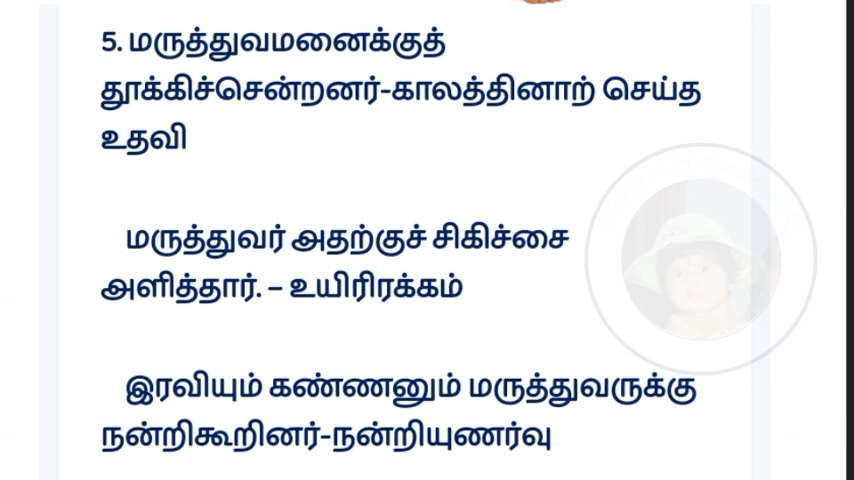 5. மருத்துவமனைக்குத்
தூக்கிச்சென்றனர்-காலத்தினாற் செய்த
உதவி
மருத்துவர் அதற்குச் சிகிச்சை
அளித்தார். – உயிரிரக்கம்
இரவியும் கண்ணனும் மருத்துவருக்கு
நன்றிகூறினர்-நன்றியுணர்வு